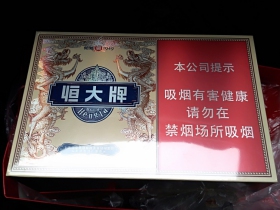 恒大牌
本公司提示
吸烟有害健康
请勿在
禁烟场所吸烟